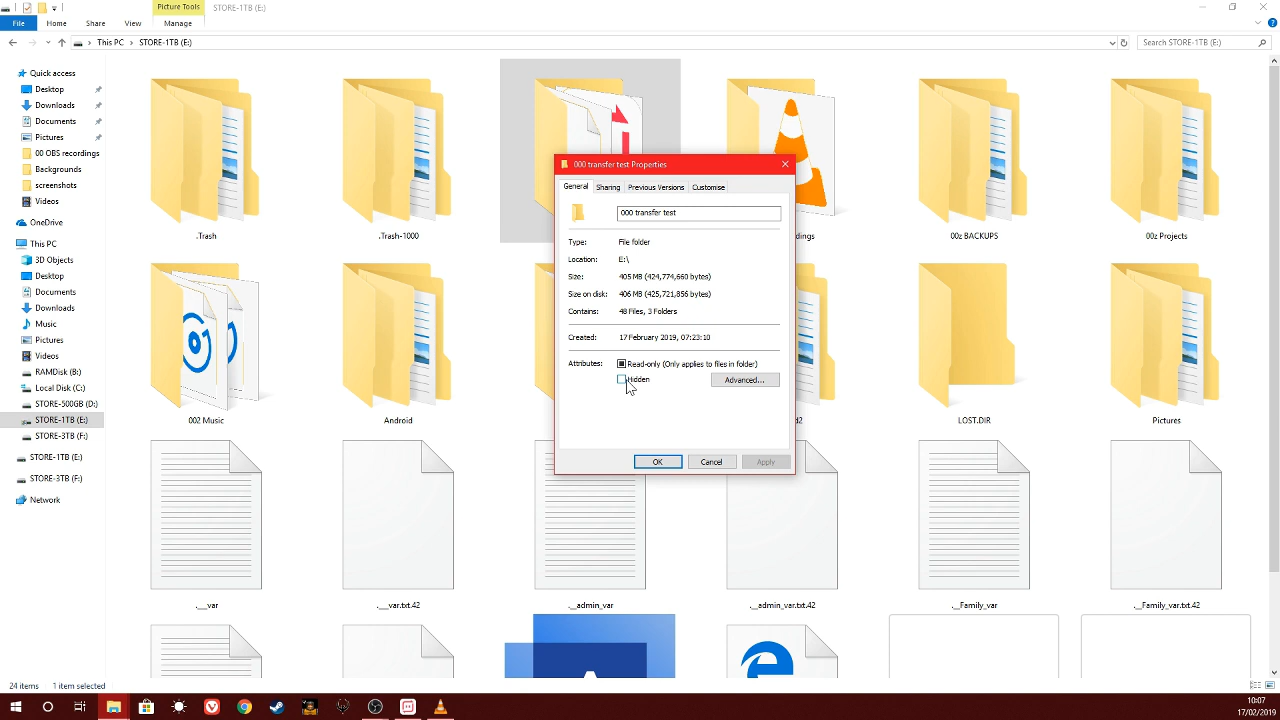 Picture Tools
STORE-1TB (E:)
File
Home
Share
View
Manage
This PC
STORE-1TB (E:)
Search STORE-1TB (E:)
Quick access
Desktop
Downloads
Documents
Pictures
00 OBS recordings
Backgrounds
screenshots
Videos
OneDrive
This PC
3D Objects
Desktop
Documents
Downloads
Music
Pictures
Videos
RAMDisk (B:)
Local Disk (C:)
STORE-500GB (D:)
STORE-1TB (E:)
STORE-3TB (F:)
STORE-1TB (E:)
STORE-3TB (F:)
Network
.Trash
.Trash-1000
dings
00z BACKUPS
00z Projects
002 Music
Android
d2
LOST.DIR
Pictures
.__var
.__var.txt.42
.__admin_var
.__admin_var.txt.42
.__Family_var
.__Family_var.txt.42
000 transfer test Properties
General
Sharing
Previous Versions
Customise
000 transfer test
Type: File folder
Location: E:\
Size: 405 MB (424,774,660 bytes)
Size on disk: 406 MB (425,721,856 bytes)
Contains: 48 Files, 3 Folders
Created: 17 February 2019, 07:23:10
Attributes: Read-only (Only applies to files in folder)
Hidden
Advanced...
OK
Cancel
Apply
24 items
1 item selected
10:07
17/02/2019